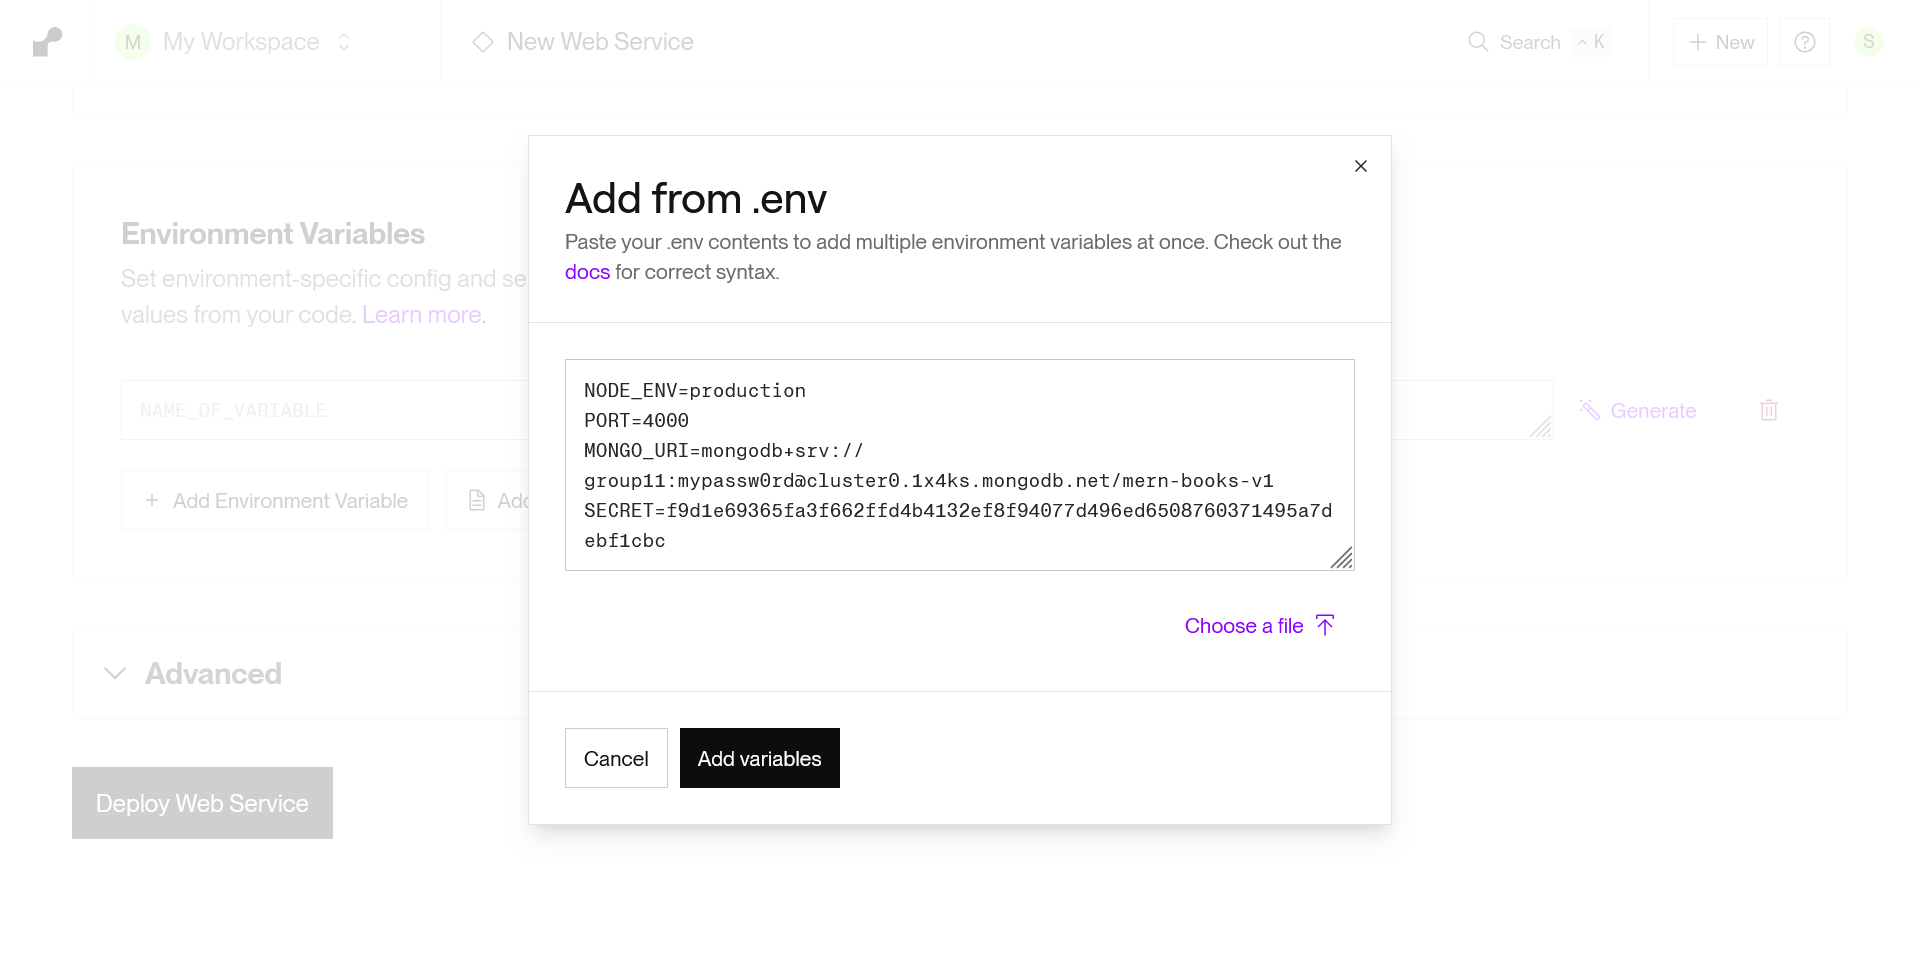 M My Workspace
New Web Service
Search K
New
S
Add from .env
Paste your .env contents to add multiple environment variables at once. Check out the
docs for correct syntax.
Environment Variables
Set environment-specific config and se
values from your code. Learn more.
NAME_OF_VARIABLE
Generate
Add Environment Variable
Add
NODE_ENV=production
PORT=4000
MONGO_URI=mongodb+srv://
group11:mypassw0rd@cluster0.1x4ks.mongodb.net/mern-books-v1
SECRET=f9d1e69365fa3f662ffd4b4132ef8f94077d496ed6508760371495a7d
ebf1cbc
Choose a file
Advanced
Cancel
Add variables
Deploy Web Service